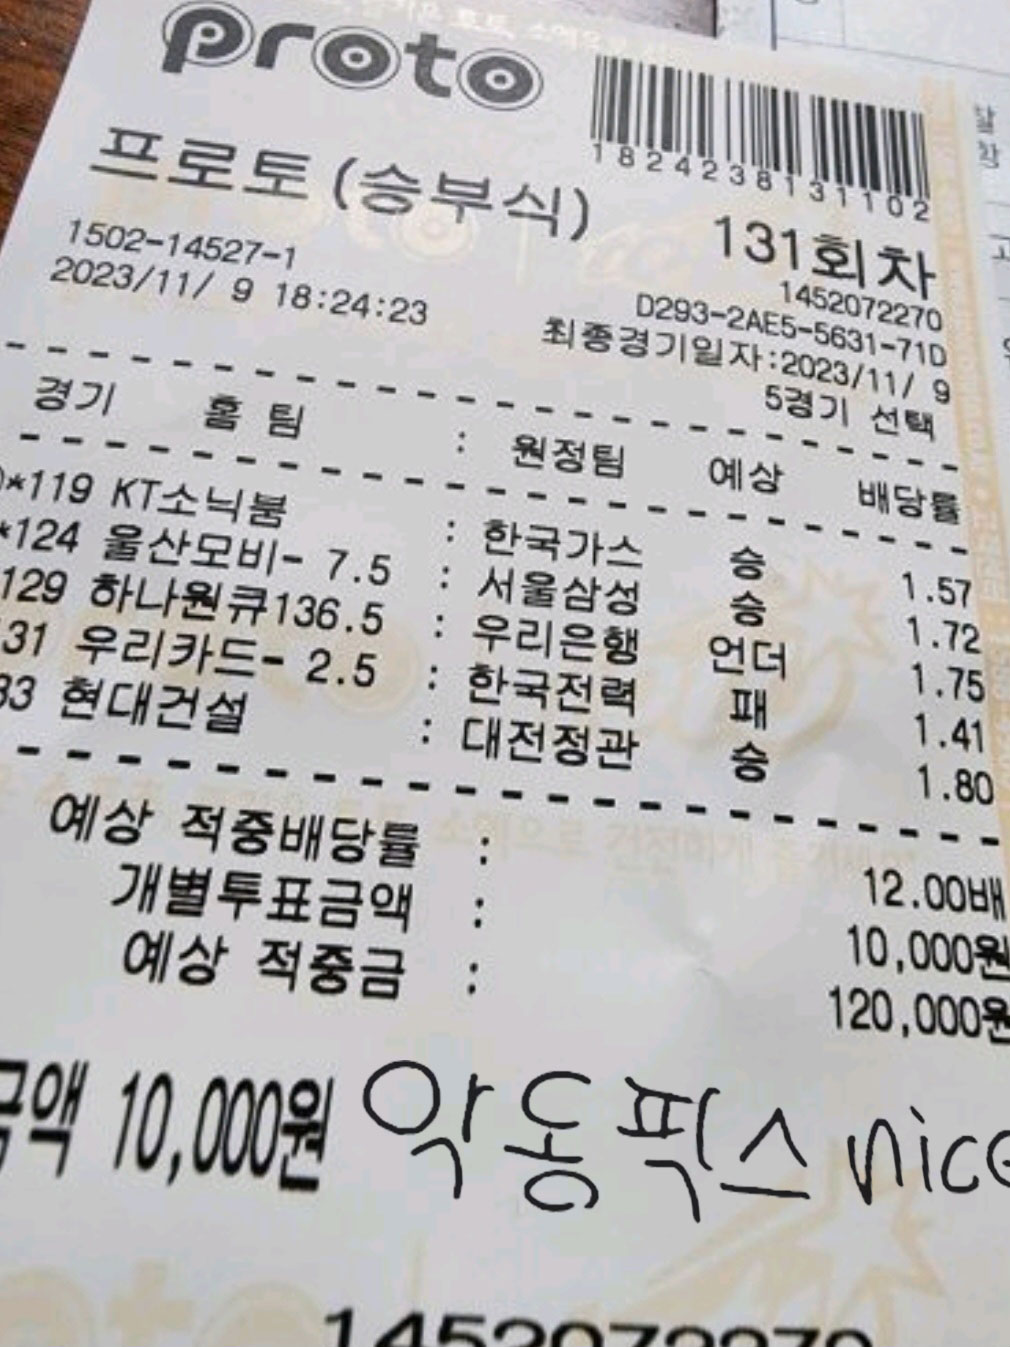 proto
1824238131102
프로토(승부식)
131회차
1502-14527-1
1452072270
2023/11/ 9 18:24:23
D293-2AE5-5631-71D
최종경기일자:2023/11/ 9
5경기 선택
경기 홈 팀 : 원정팀 예상 배당률
*119 KT소닉붐 : 한국가스 승 1.57
*124 울산모비- 7.5 : 서울삼성 승 1.72
129 하나원큐136.5 : 우리은행 언더 1.75
31 우리카드- 2.5 : 한국전력 패 1.41
33 현대건설 : 대전정관 승 1.80
예상 적중배당률 : 12.00배
개별투표금액 : 10,000원
예상 적중금 : 120,000원
금액 10,000원
악동픽스nice
1452072270